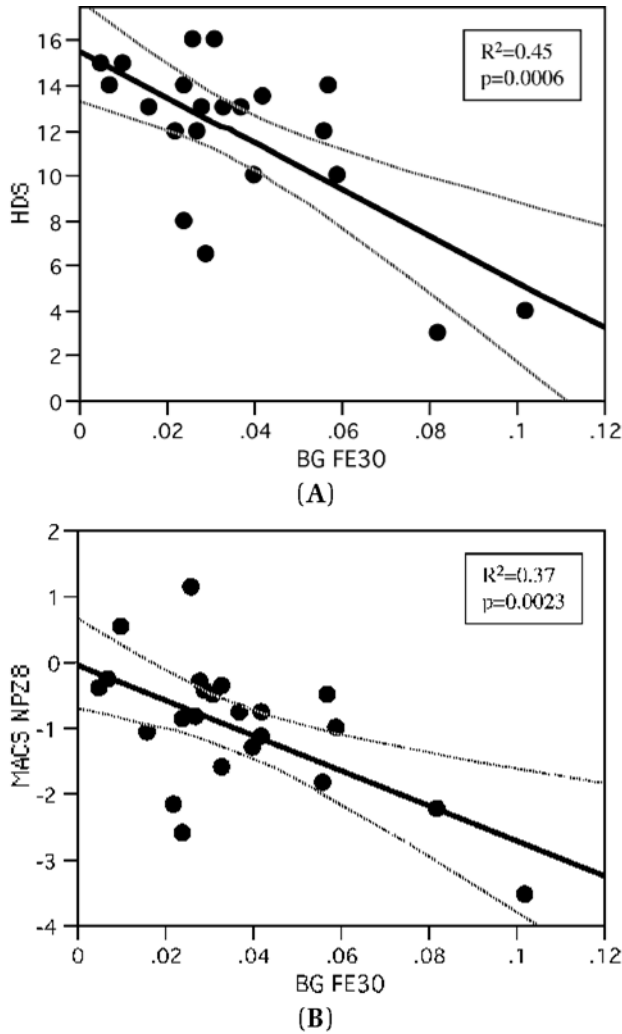 R²=0.45
p=0.0006
16
14
12
10
8
6
4
2
0
HDS
0 .02 .04 .06 .08 .1 .12
BG FE30
(A)
R²=0.37
p=0.0023
2
1
0
-1
-2
-3
-4
MACS NPZ8
0 .02 .04 .06 .08 .1 .12
BG FE30
(B)